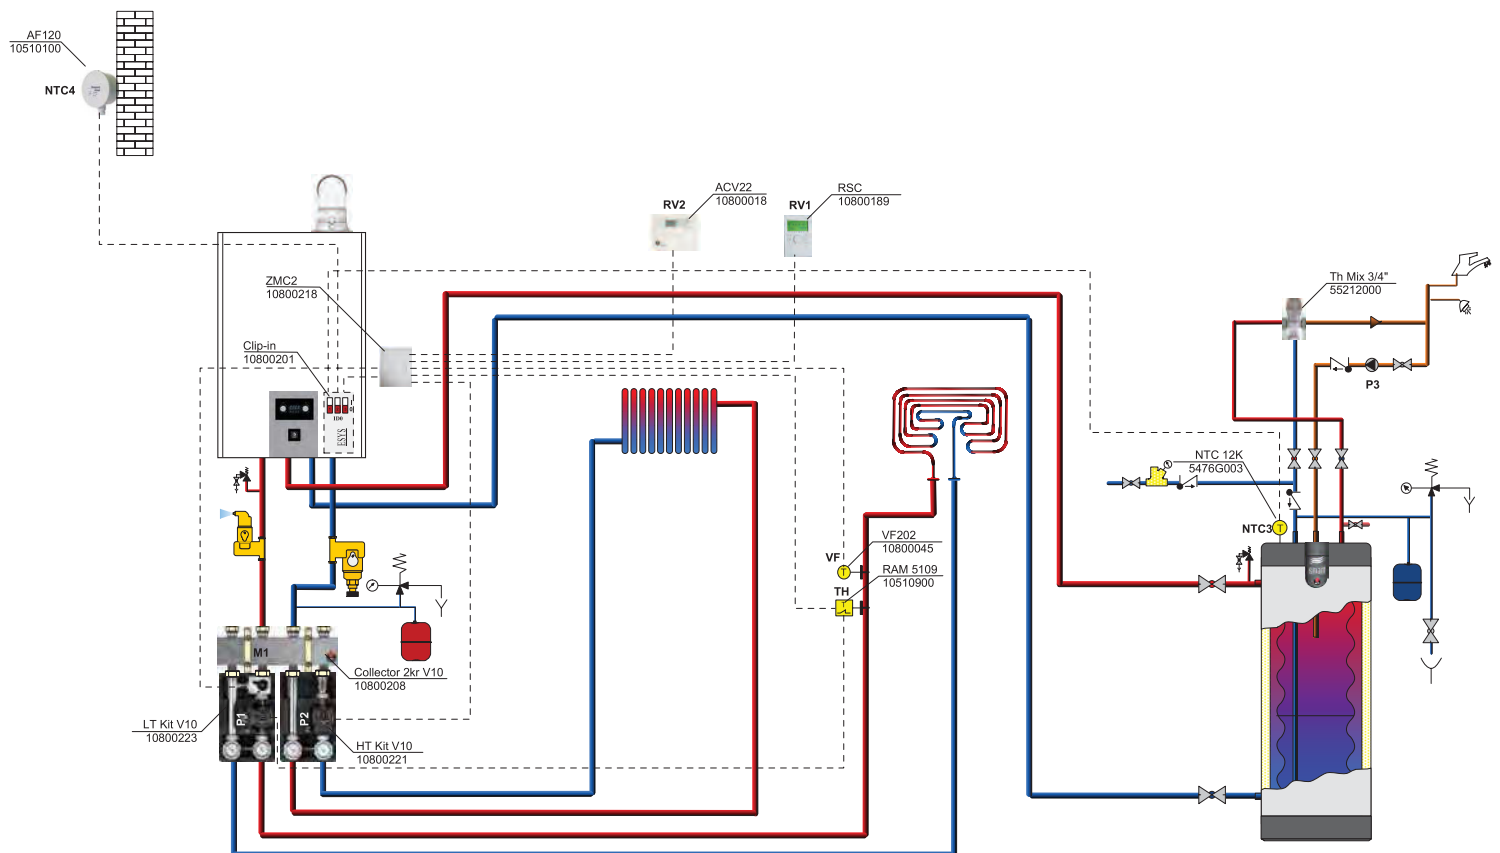 AF120
10510100
NTC4
ACV22
10800018
RV2
RSC
10800189
RV1
ZMC2
10800218
Th Mix 3/4"
55212000
Clip-in
10800201
P3
ESYS
NTC 12K
5476G003
NTC3
T
VF202
10800045
VF
T
RAM 5109
10510900
TH
T
M1
Collector 2kr V10
10800208
P1
P2
LT Kit V10
10800223
HT Kit V10
10800221